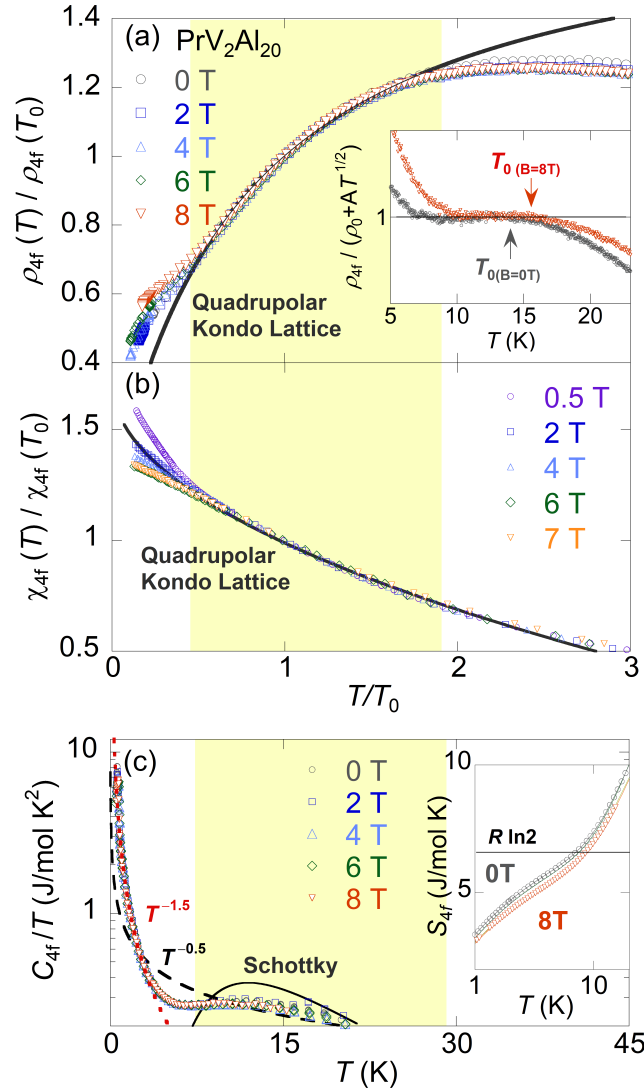 (a) PrV₂Al₂₀
0 T
2 T
4 T
6 T
8 T
1.4
1.2
1
0.8
0.6
0.4
ρ₄f (T) / ρ₄f (T₀)
Quadrupolar
Kondo Lattice
ρ₄f / (ρ₀+AT^1/2)
1
T₀ (B=8T)
T₀(B=0T)
5 10 15 20
T (K)
(b)
0.5 T
2 T
4 T
6 T
7 T
1.5
1
0.5
χ₄f (T) / χ₄f (T₀)
Quadrupolar
Kondo Lattice
0 1 2 3
T/T₀
(c)
0 T
2 T
4 T
6 T
8 T
10
1
C₄f/T (J/mol K²)
T⁻¹·⁵
T⁻⁰·⁵
Schottky
10
5
S₄f (J/mol K)
R ln2
0T
8T
1 10
T (K)
0 15 30 45
T (K)